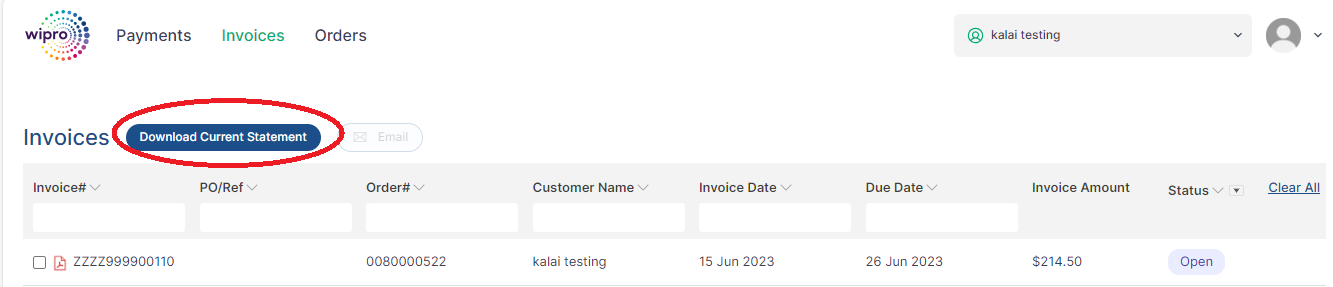 wipro
Payments Invoices Orders kalai testing
Invoices Download Current Statement Email
Invoice# PO/Ref Order# Customer Name Invoice Date Due Date Invoice Amount Status Clear All
ZZZZ999900110 0080000522 kalai testing 15 Jun 2023 26 Jun 2023 $214.50 Open